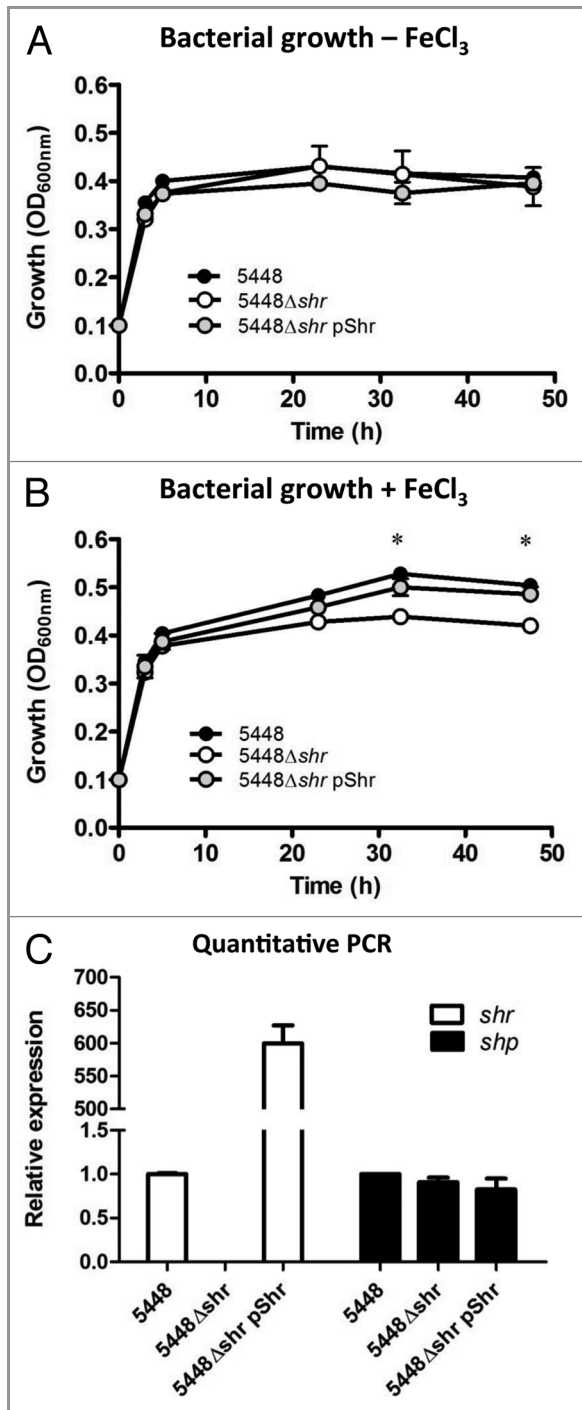 A
Bacterial growth – FeCl₃
Growth (OD₆₀₀ₙₘ)
0.6
0.5
0.4
0.3
0.2
0.1
0.0
5448
5448Δshr
5448Δshr pShr
0 10 20 30 40 50
Time (h)
B
Bacterial growth + FeCl₃
Growth (OD₆₀₀ₙₘ)
0.6
0.5
0.4
0.3
0.2
0.1
0.0
* *
5448
5448Δshr
5448Δshr pShr
0 10 20 30 40 50
Time (h)
C
Quantitative PCR
Relative expression
700
650
600
550
500
1.5
1.0
0.5
0.0
shr
shp
5448
5448Δshr
5448Δshr pShr
5448
5448Δshr
5448Δshr pShr